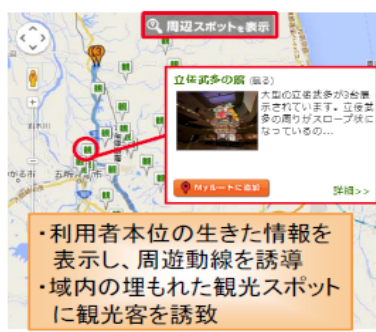 周辺スポットを表示
立佞武多の館 (観る)
大型の立佞武多が3台展
示されています。立佞武
多の周りがスロープ状に
なっているの...
Myルートに追加
詳細>>
・利用者本位の生きた情報を
表示し、周遊動線を誘導
・域内の埋もれた観光スポット
に観光客を誘致